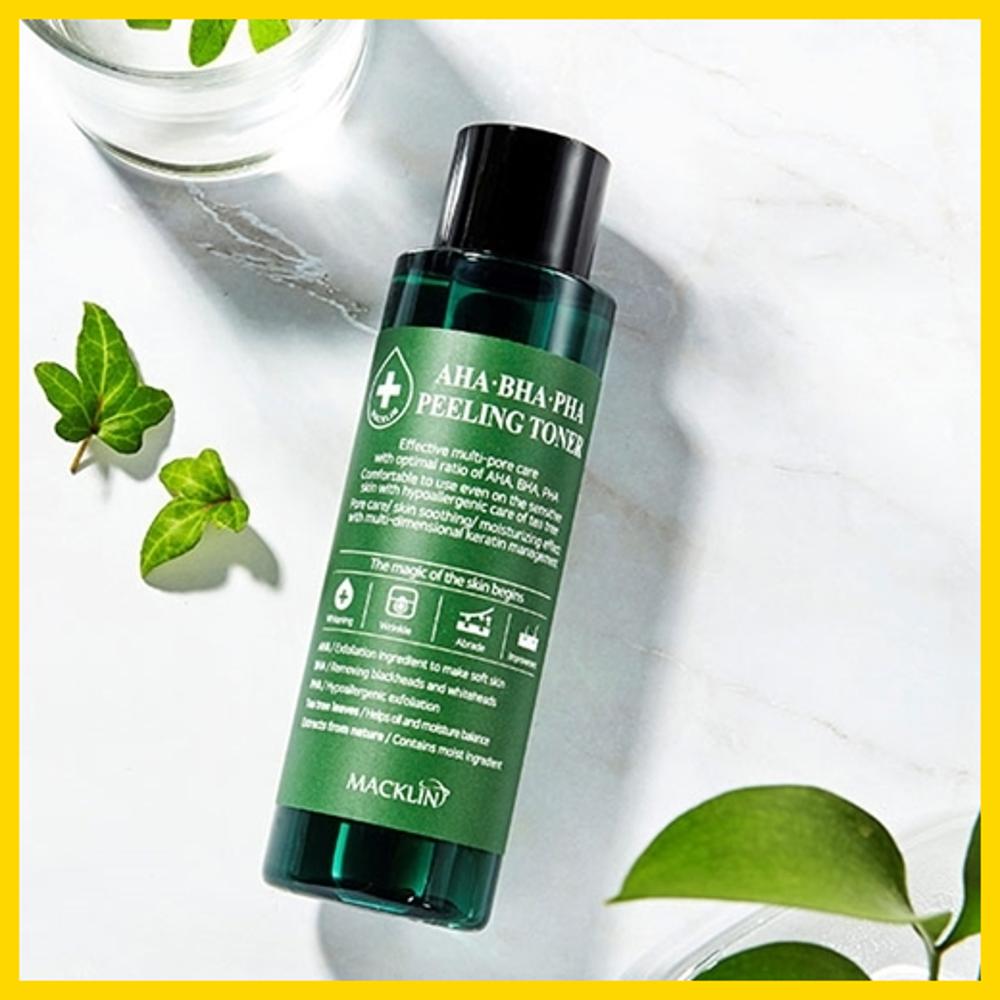 MACKLIN
AHA·BHA·PHA
PEELING TONER
Effective multi-pore care
with optimal ratio of AHA, BHA, PHA
Comfortable to use even on the sensitive
skin with hypoallergenic care of tea tree
Pore care/ skin soothing/ moisturizing effect
with multi-dimensional keratin management
The magic of the skin begins
Whitening
Wrinkle
Abrade
AHA / Exfoliation ingredient to make soft skin
BHA / Removing blackheads and whiteheads
PHA / Hypoallergenic exfoliation
Tea tree leaves / Helps oil and moisture balance
Extracts from nature / Contains moist ingredient
MACKLIN